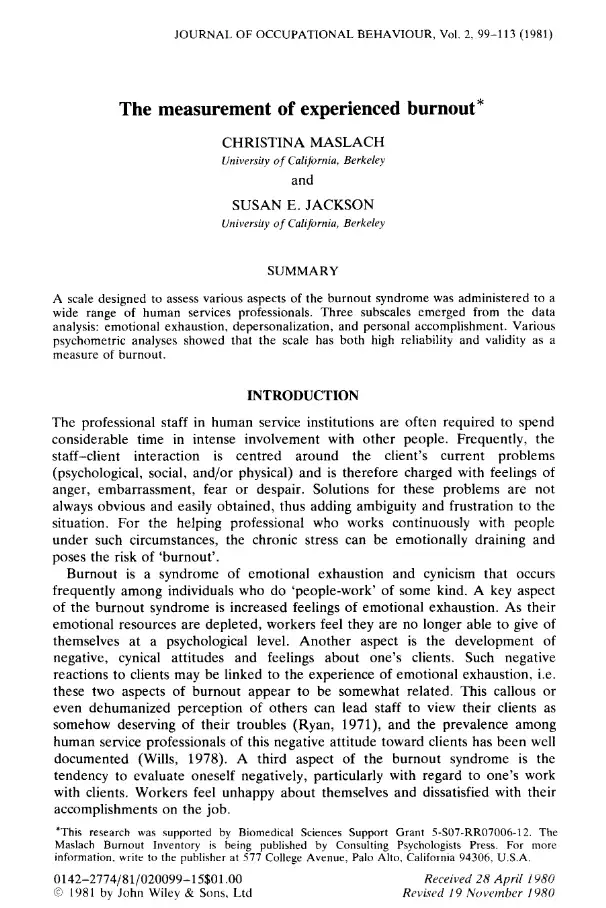 JOURNAL OF OCCUPATIONAL BEHAVIOUR, Vol. 2, 99–113 (1981)
The measurement of experienced burnout*
CHRISTINA MASLACH
University of California, Berkeley
and
SUSAN E. JACKSON
University of California, Berkeley
SUMMARY
A scale designed to assess various aspects of the burnout syndrome was administered to a
wide range of human services professionals. Three subscales emerged from the data
analysis: emotional exhaustion, depersonalization, and personal accomplishment. Various
psychometric analyses showed that the scale has both high reliability and validity as a
measure of burnout.
INTRODUCTION
The professional staff in human service institutions are often required to spend
considerable time in intense involvement with other people. Frequently, the
staff–client interaction is centred around the client's current problems
(psychological, social, and/or physical) and is therefore charged with feelings of
anger, embarrassment, fear or despair. Solutions for these problems are not
always obvious and easily obtained, thus adding ambiguity and frustration to the
situation. For the helping professional who works continuously with people
under such circumstances, the chronic stress can be emotionally draining and
poses the risk of 'burnout'.
Burnout is a syndrome of emotional exhaustion and cynicism that occurs
frequently among individuals who do 'people-work' of some kind. A key aspect
of the burnout syndrome is increased feelings of emotional exhaustion. As their
emotional resources are depleted, workers feel they are no longer able to give of
themselves at a psychological level. Another aspect is the development of
negative, cynical attitudes and feelings about one's clients. Such negative
reactions to clients may be linked to the experience of emotional exhaustion, i.e.
these two aspects of burnout appear to be somewhat related. This callous or
even dehumanized perception of others can lead staff to view their clients as
somehow deserving of their troubles (Ryan, 1971), and the prevalence among
human service professionals of this negative attitude toward clients has been well
documented (Wills, 1978). A third aspect of the burnout syndrome is the
tendency to evaluate oneself negatively, particularly with regard to one's work
with clients. Workers feel unhappy about themselves and dissatisfied with their
accomplishments on the job.
*This research was supported by Biomedical Sciences Support Grant 5-S07-RR07006-12. The
Maslach Burnout Inventory is being published by Consulting Psychologists Press. For more
information, write to the publisher at 577 College Avenue, Palo Alto, California 94306, U.S.A.
0142–2774/81/020099–15$01.00
Received 28 April 1980
© 1981 by John Wiley & Sons, Ltd
Revised 19 November 1980